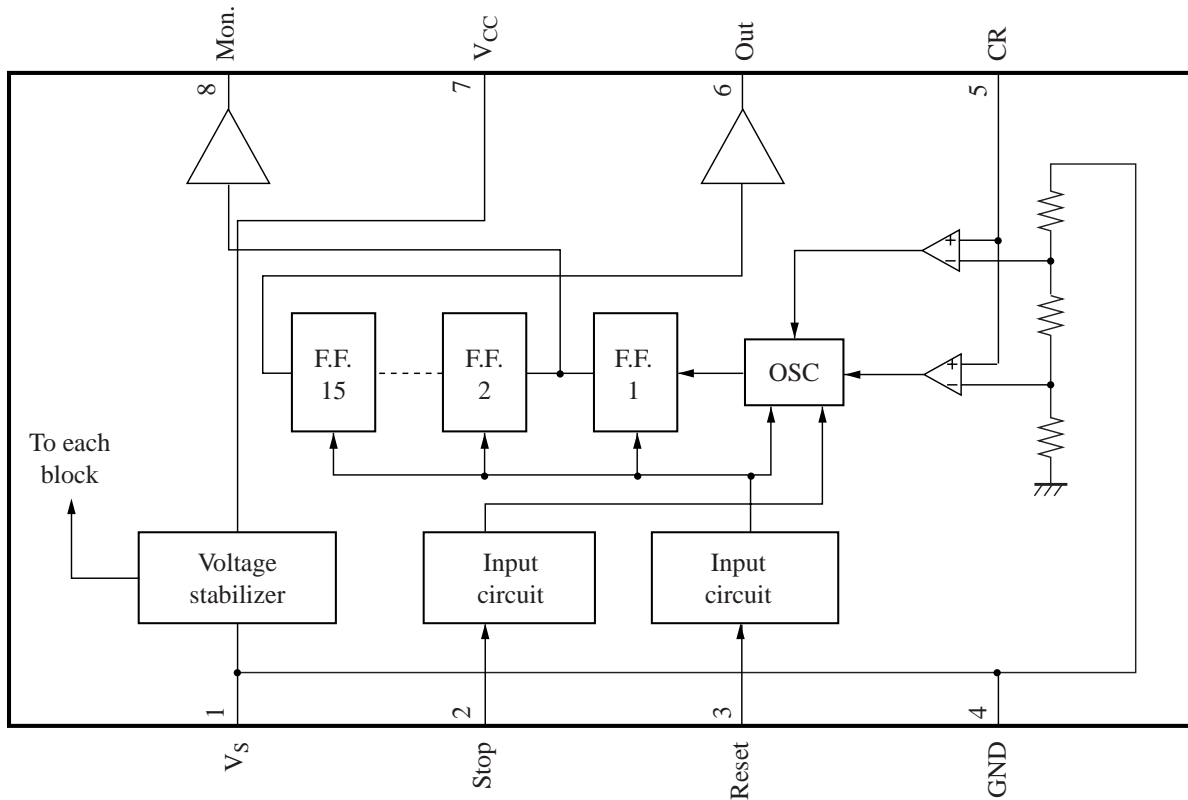 Mon.
VCC
Out
CR
8
7
6
5
F.F.
15
F.F.
2
F.F.
1
OSC
+
−
+
−
To each
block
Voltage
stabilizer
Input
circuit
Input
circuit
1
2
3
4
VS
Stop
Reset
GND